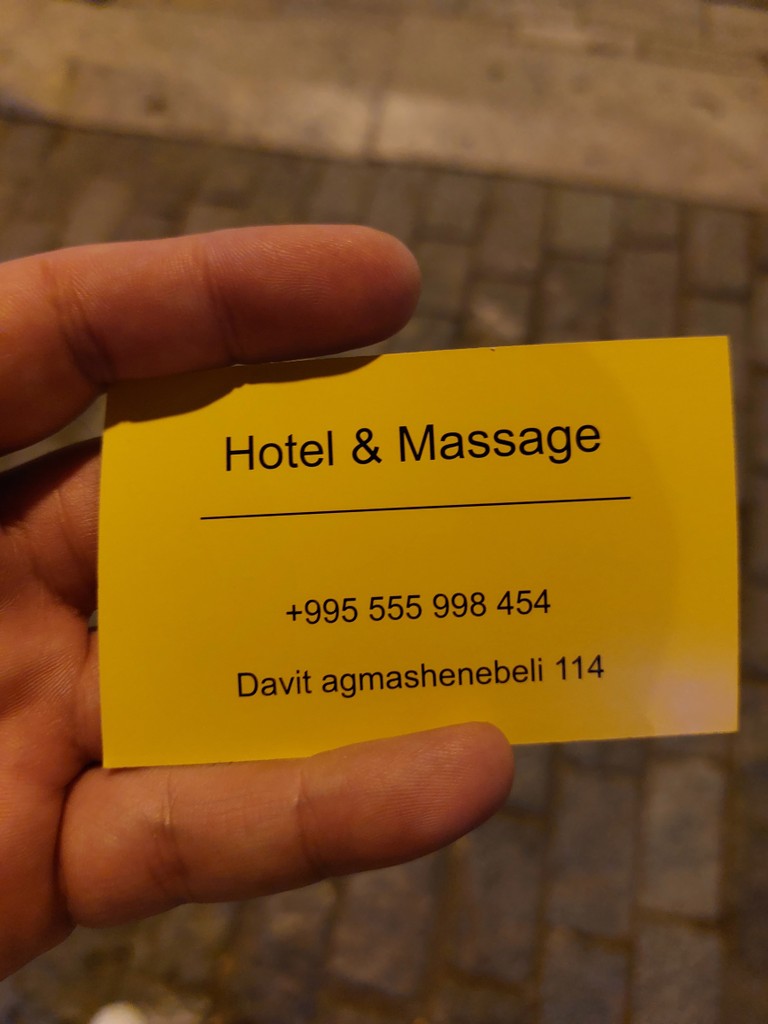 Hotel & Massage
+995 555 998 454
Davit agmashenebeli 114